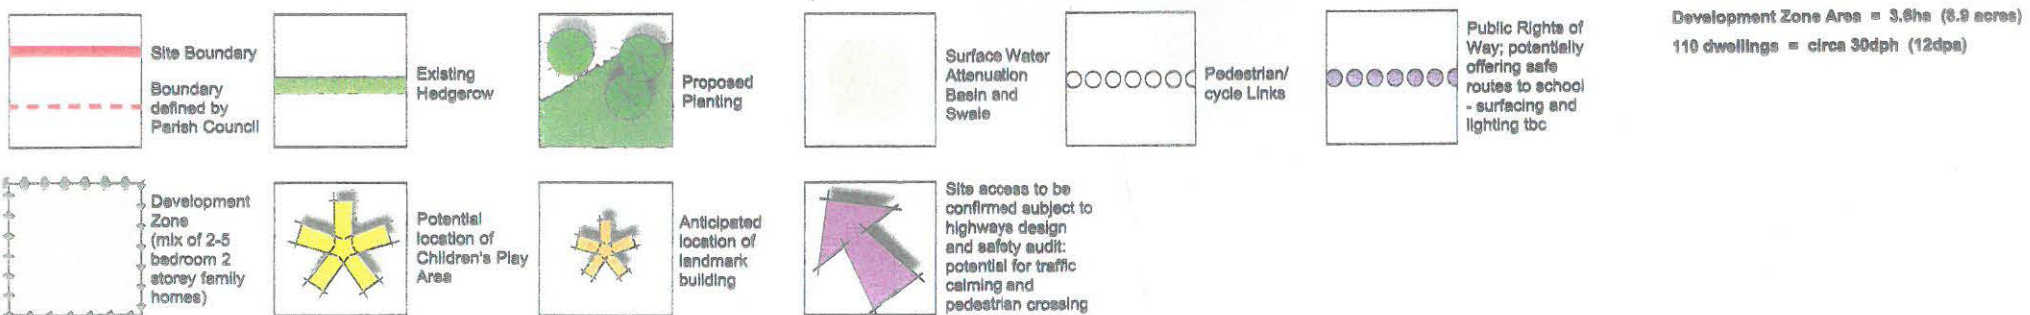 Site Boundary
Boundary
defined by
Parish Council
Existing
Hedgerow
Proposed
Planting
Surface Water
Attenuation
Basin and
Swale
Pedestrian/
cycle Links
Public Rights of
Way; potentially
offering safe
routes to school
- surfacing and
lighting tbc
Development Zone Area = 3.6ha (8.9 acres)
110 dwellings = circa 30dph (12dpa)
Development
Zone
(mix of 2-5
bedroom 2
storey family
homes)
Potential
location of
Children's Play
Area
Anticipated
location of
landmark
building
Site access to be
confirmed subject to
highways design
and safety audit:
potential for traffic
calming and
pedestrian crossing